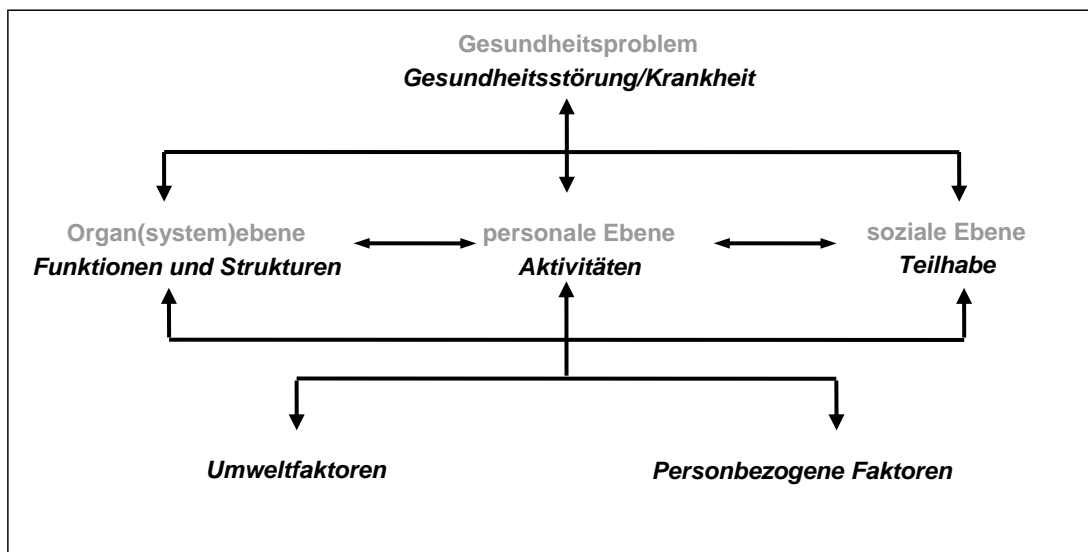 Gesundheitsproblem
Gesundheitsstörung/Krankheit
Organ(system)ebene
Funktionen und Strukturen
personale Ebene
Aktivitäten
soziale Ebene
Teilhabe
Umweltfaktoren
Personbezogene Faktoren